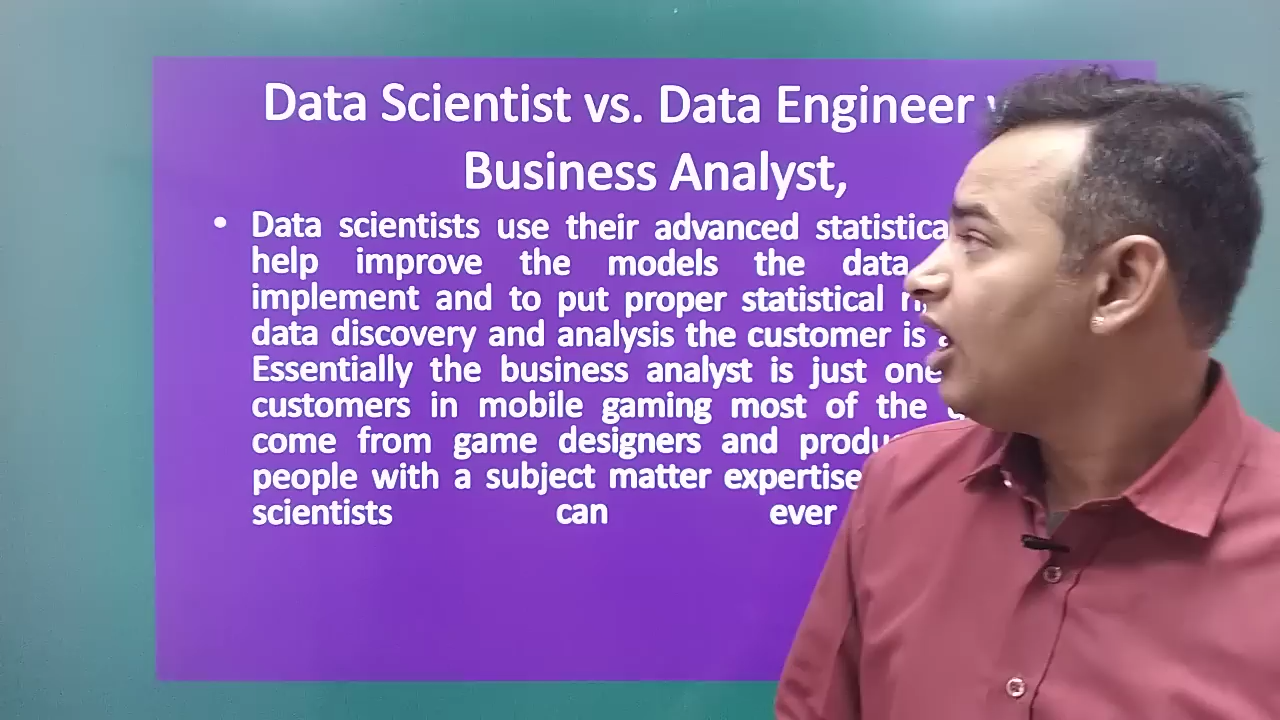 Data Scientist vs. Data Engineer
Business Analyst,
• Data scientists use their advanced
help improve the models the data
implement and to put proper statistical
data discovery and analysis the customer is
Essentially the business analyst is just one
customers in mobile gaming most of the
come from game designers and
people with a subject matter expertise
scientists can ever